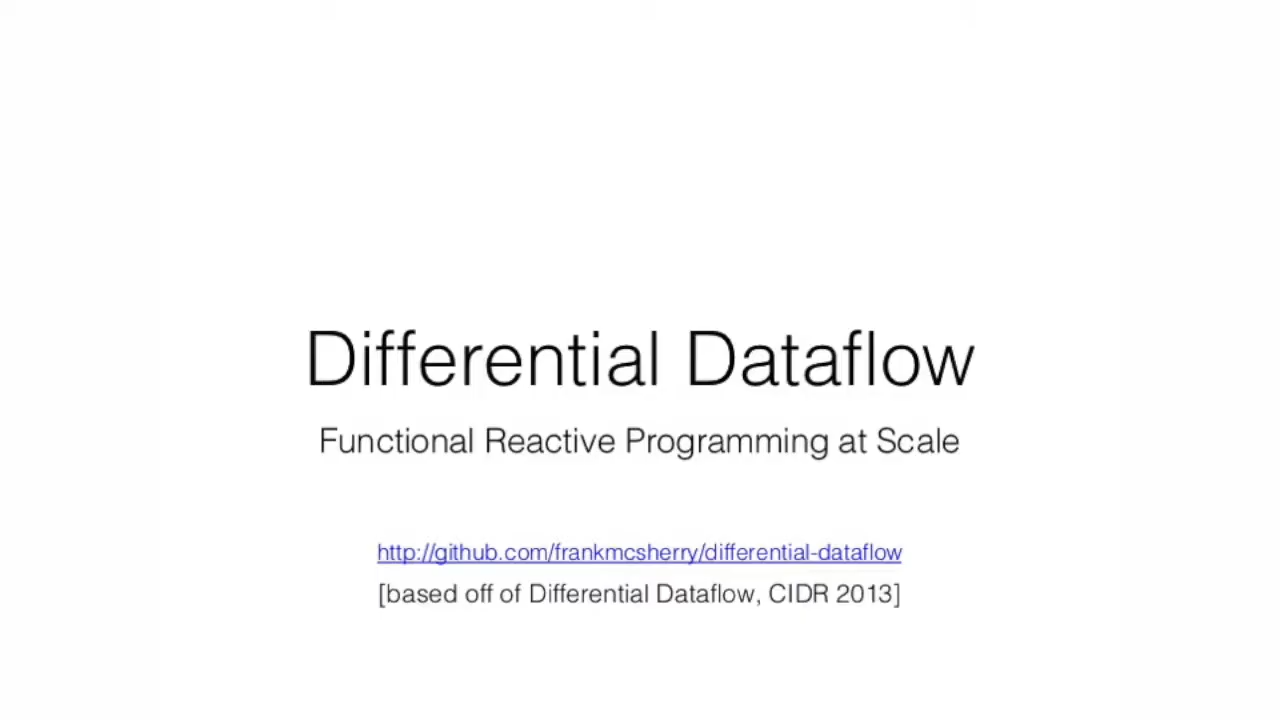 Differential Dataflow
Functional Reactive Programming at Scale
http://github.com/frankmcsherry/differential-dataflow
[based off of Differential Dataflow, CIDR 2013]